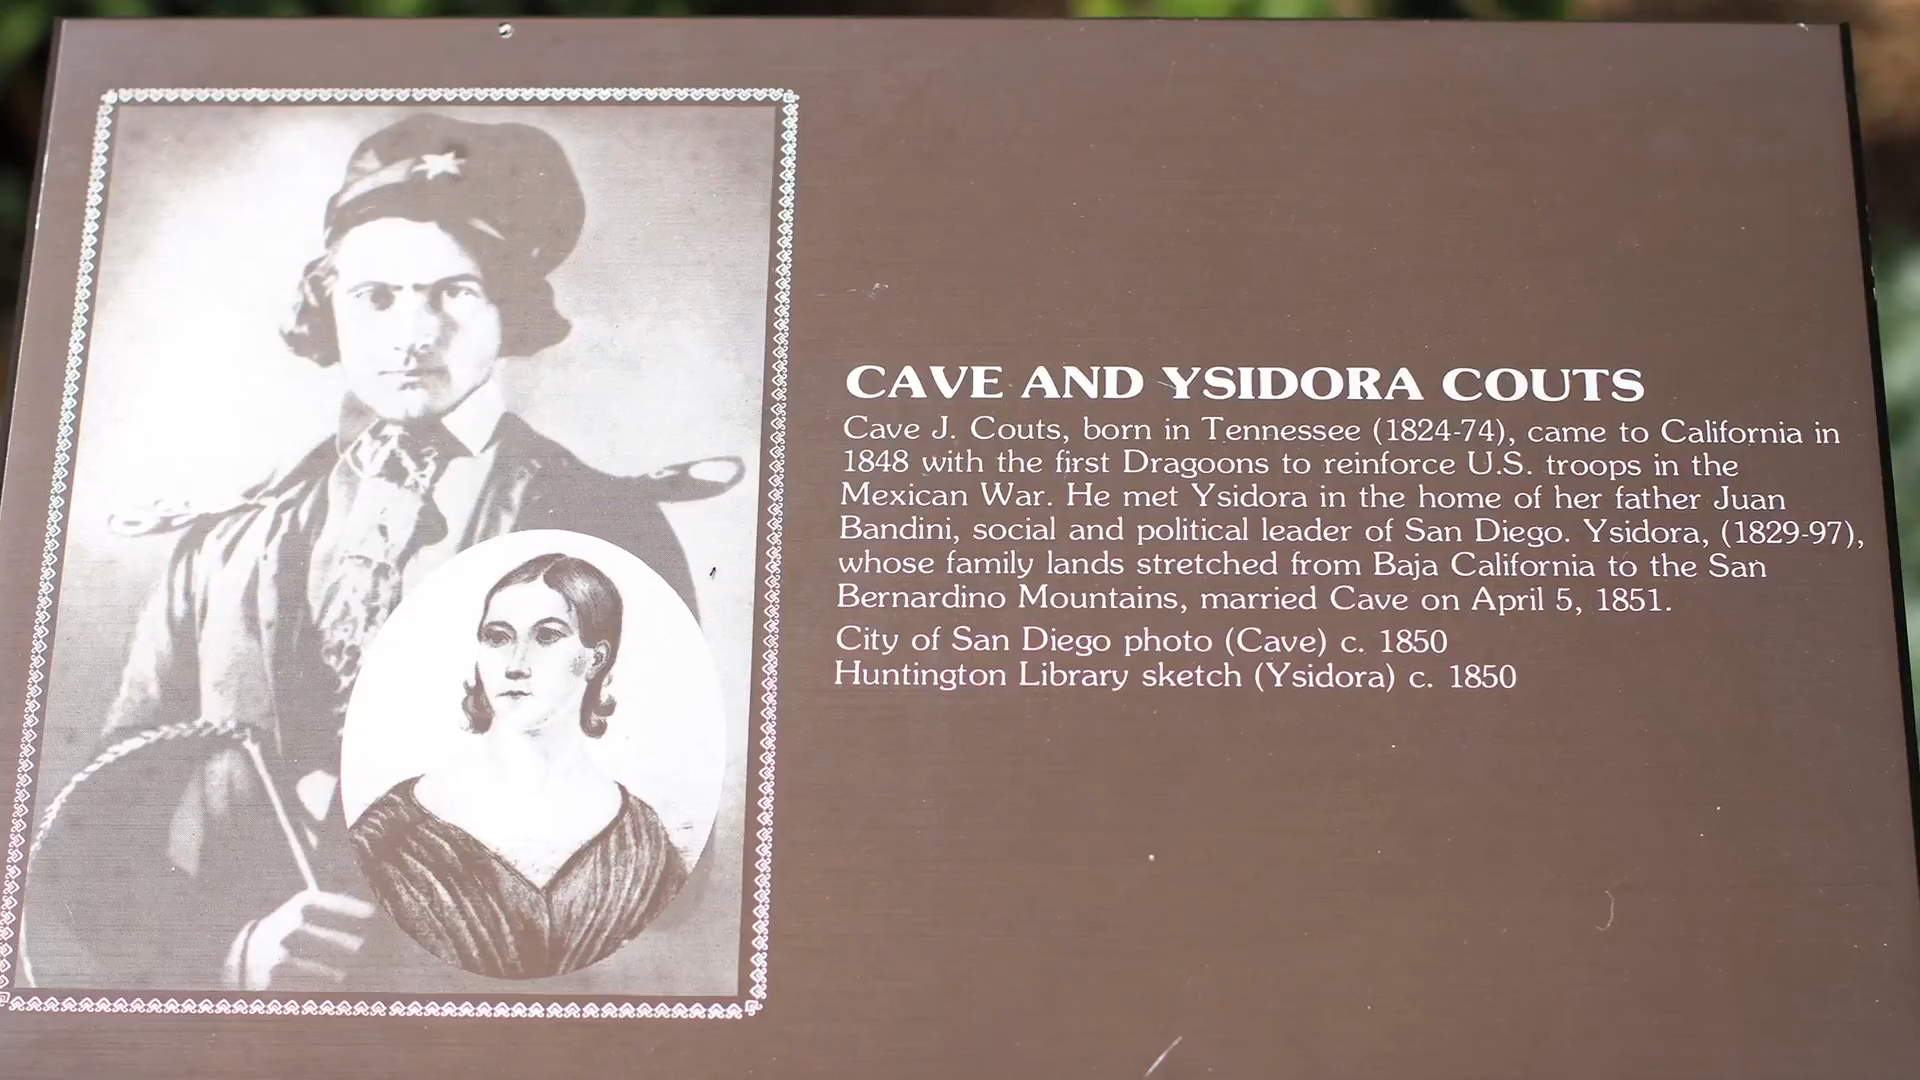 CAVE AND YSIDORA COUTS
Cave J. Couts, born in Tennessee (1824-74), came to California in
1848 with the first Dragoons to reinforce U.S. troops in the
Mexican War. He met Ysidora in the home of her father Juan
Bandini, social and political leader of San Diego. Ysidora, (1829-97),
whose family lands stretched from Baja California to the San
Bernardino Mountains, married Cave on April 5, 1851.
City of San Diego photo (Cave) c. 1850
Huntington Library sketch (Ysidora) c. 1850